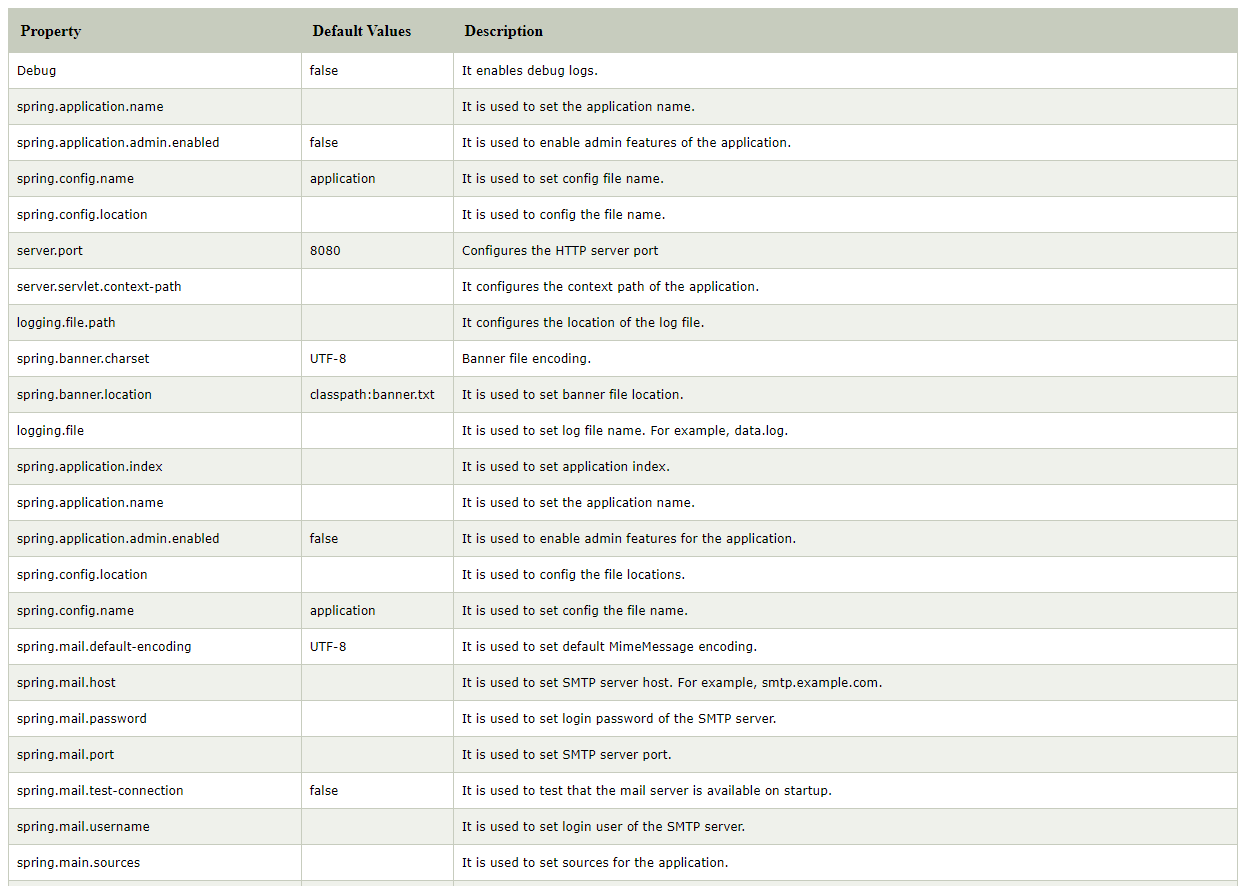 Property Default Values Description
Debug false It enables debug logs.
spring.application.name It is used to set the application name.
spring.application.admin.enabled false It is used to enable admin features of the application.
spring.config.name application It is used to set config file name.
spring.config.location It is used to config the file name.
server.port 8080 Configures the HTTP server port
server.servlet.context-path It configures the context path of the application.
logging.file.path It configures the location of the log file.
spring.banner.charset UTF-8 Banner file encoding.
spring.banner.location classpath:banner.txt It is used to set banner file location.
logging.file It is used to set log file name. For example, data.log.
spring.application.index It is used to set application index.
spring.application.name It is used to set the application name.
spring.application.admin.enabled false It is used to enable admin features for the application.
spring.config.location It is used to config the file locations.
spring.config.name application It is used to set config the file name.
spring.mail.default-encoding UTF-8 It is used to set default MimeMessage encoding.
spring.mail.host It is used to set SMTP server host. For example, smtp.example.com.
spring.mail.password It is used to set login password of the SMTP server.
spring.mail.port It is used to set SMTP server port.
spring.mail.test-connection false It is used to test that the mail server is available on startup.
spring.mail.username It is used to set login user of the SMTP server.
spring.main.sources It is used to set sources for the application.